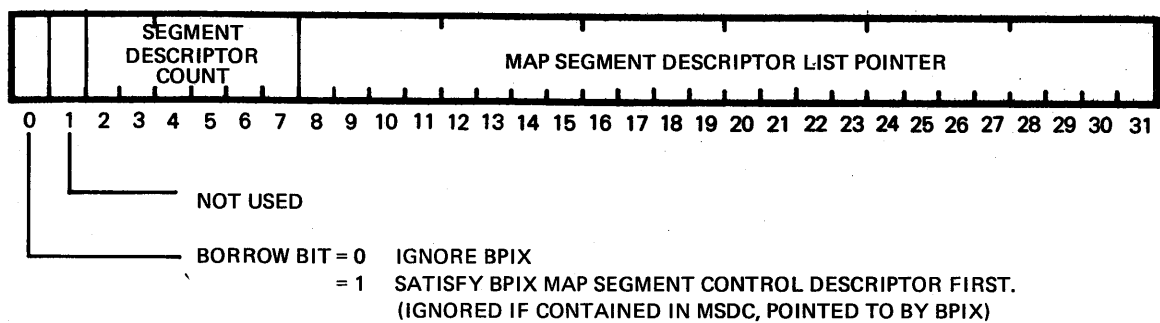 SEGMENT
DESCRIPTOR
COUNT
MAP SEGMENT DESCRIPTOR LIST POINTER
0 1 2 3 4 5 6 7 8 9 10 11 12 13 14 15 16 17 18 19 20 21 22 23 24 25 26 27 28 29 30 31
NOT USED
BORROW BIT = 0 IGNORE BPIX
= 1 SATISFY BPIX MAP SEGMENT CONTROL DESCRIPTOR FIRST.
(IGNORED IF CONTAINED IN MSDC, POINTED TO BY BPIX)